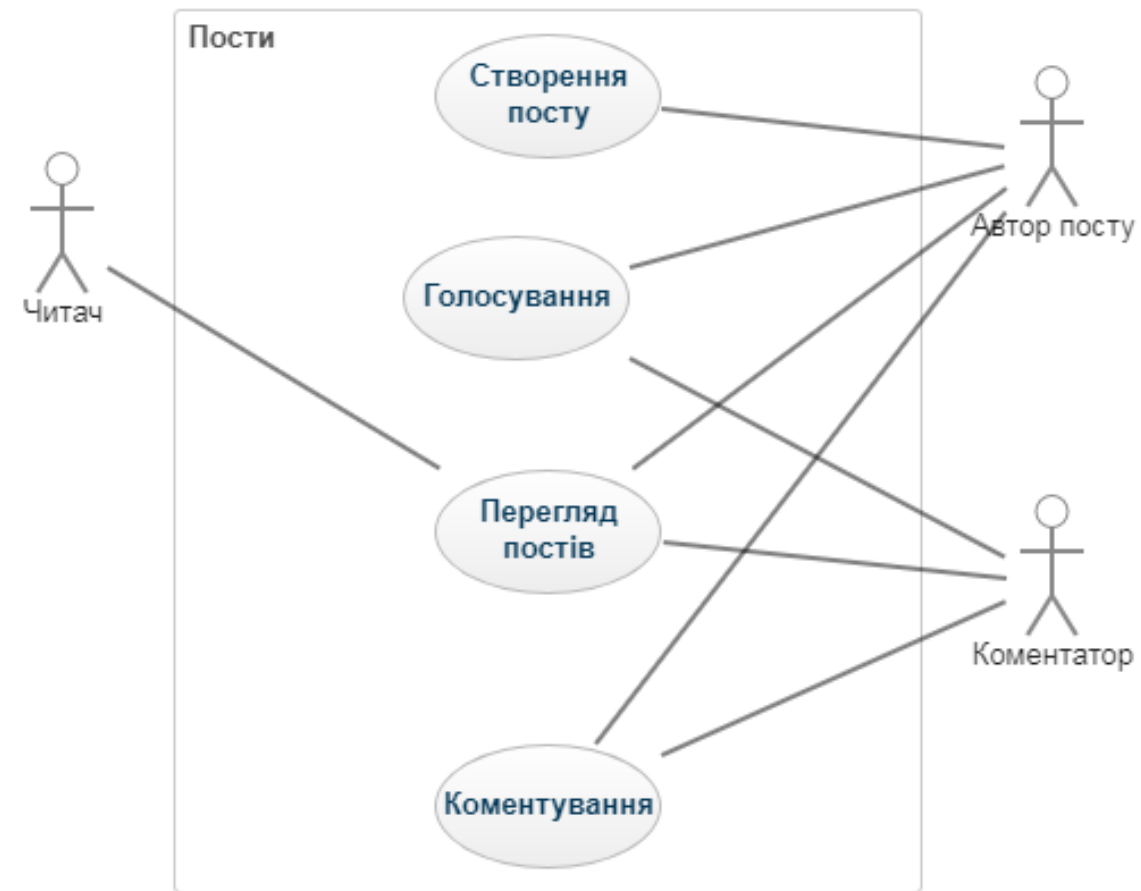 Пости
Створення
посту
Автор посту
Голосування
Читач
Перегляд
постів
Коментатор
Коментування